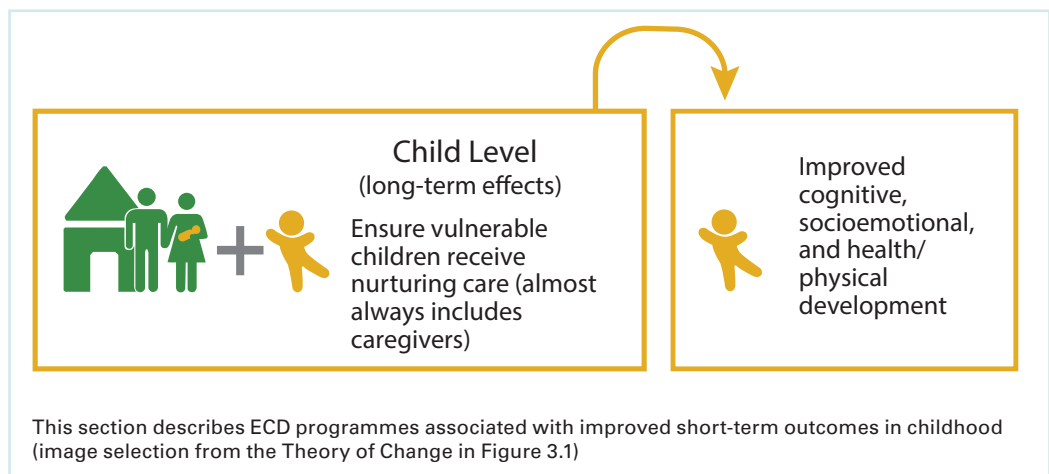 Child Level
(long-term effects)
Ensure vulnerable
children receive
nurturing care (almost
always includes
caregivers)
Improved
cognitive,
socioemotional,
and health/
physical
development
This section describes ECD programmes associated with improved short-term outcomes in childhood
(image selection from the Theory of Change in Figure 3.1)